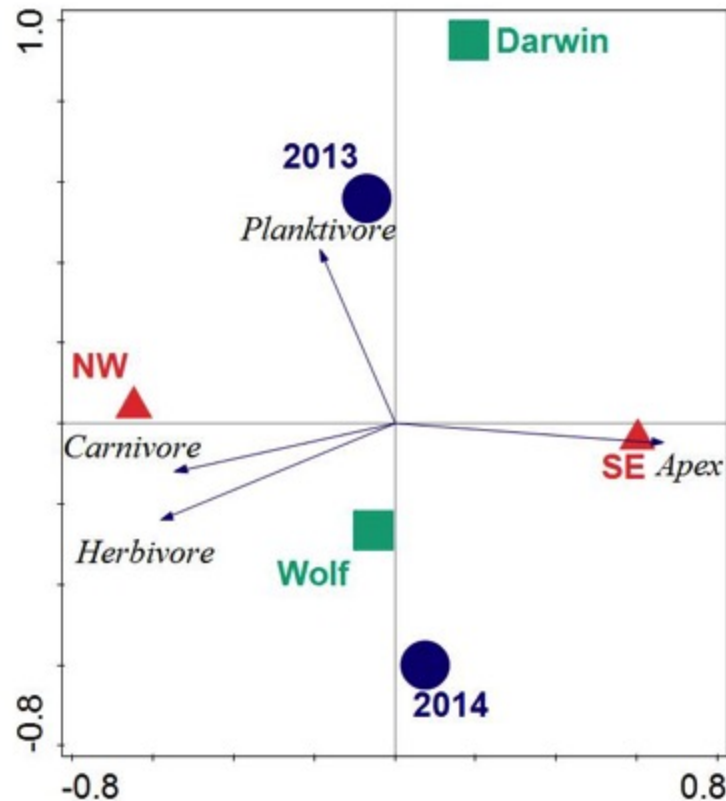 1.0
Darwin
2013
Planktivore
NW
Carnivore
SE Apex
Herbivore
Wolf
2014
-0.8
-0.8 0.8